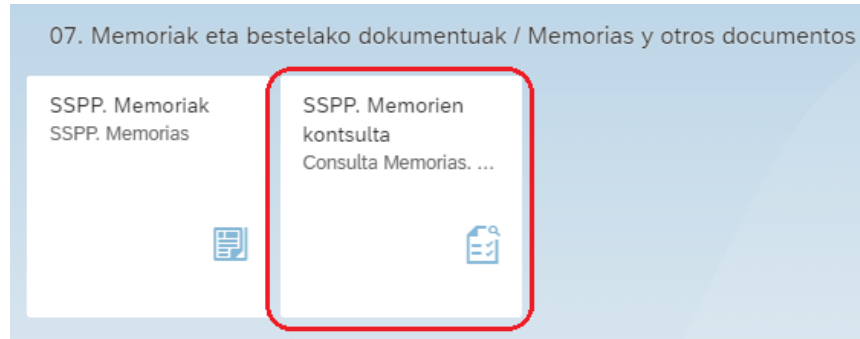 07. Memoriak eta bestelako dokumentuak / Memorias y otros documentos
SSPP. Memoriak
SSPP. Memorias
SSPP. Memorien
kontsulta
Consulta Memorias. ...